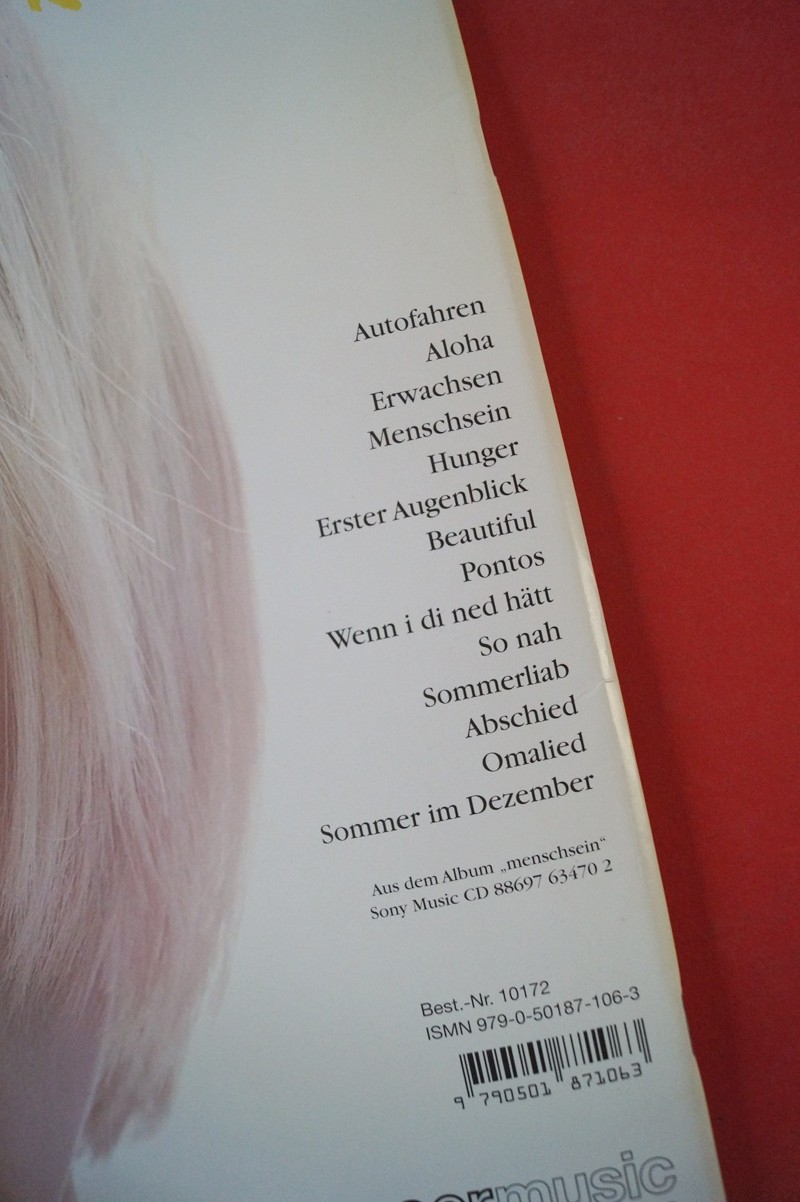 Autofahren
Aloha
Erwachsen
Menschsein
Hunger
Erster Augenblick
Beautiful
Pontos
Wenn i di ned hätt
So nah
Sommerliab
Abschied
Omalied
Sommer im Dezember
Aus dem Album „menschsein“
Sony Music CD 88697 63470 2
Best.-Nr. 10172
ISMN 979-0-50187-106-3
9 790501 871063
music